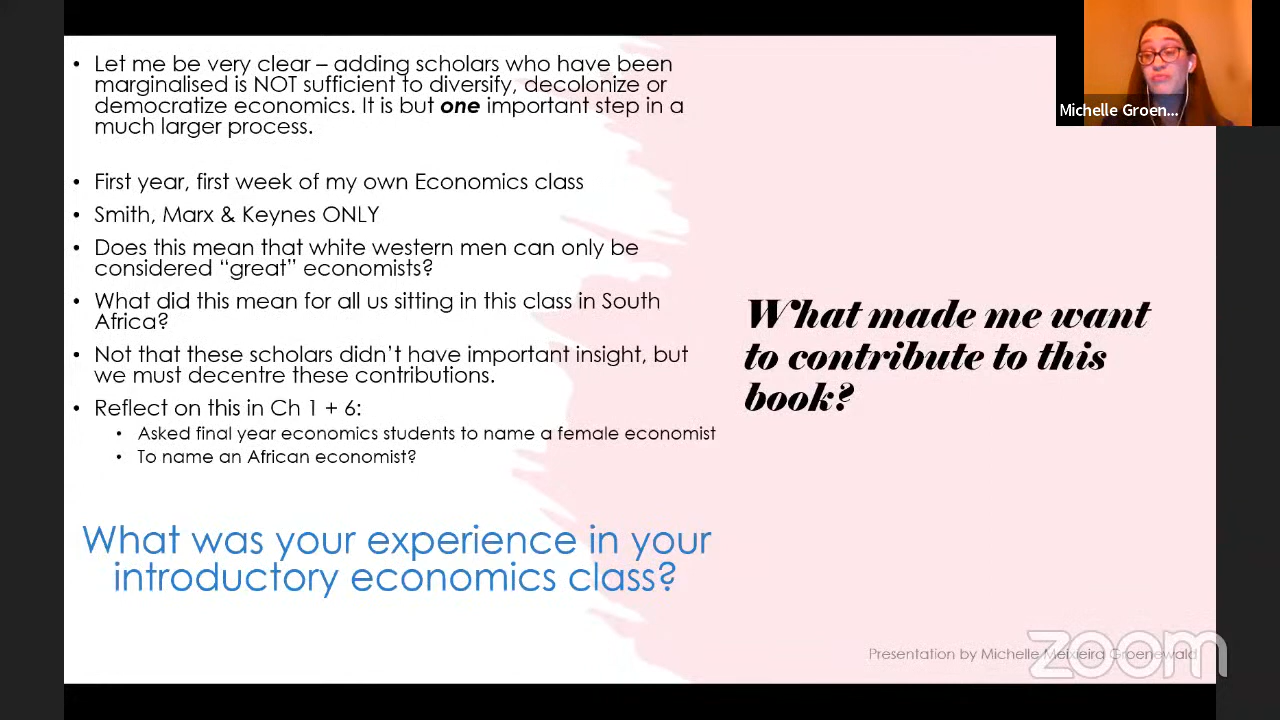 • Let me be very clear – adding scholars who have been
marginalised is NOT sufficient to diversify, decolonize or
democratize economics. It is but one important step in a
much larger process.
• First year, first week of my own Economics class
• Smith, Marx & Keynes ONLY
• Does this mean that white western men can only be
considered “great” economists?
• What did this mean for all us sitting in this class in South
Africa?
• Not that these scholars didn’t have important insight, but
we must decentre these contributions.
• Reflect on this in Ch 1 + 6:
• Asked final year economics students to name a female economist
• To name an African economist?
What was your experience in your
introductory economics class?
What made me want
to contribute to this
book?
Michelle Groen...
Presentation by Michelle Meixieira Groenewald
zoom